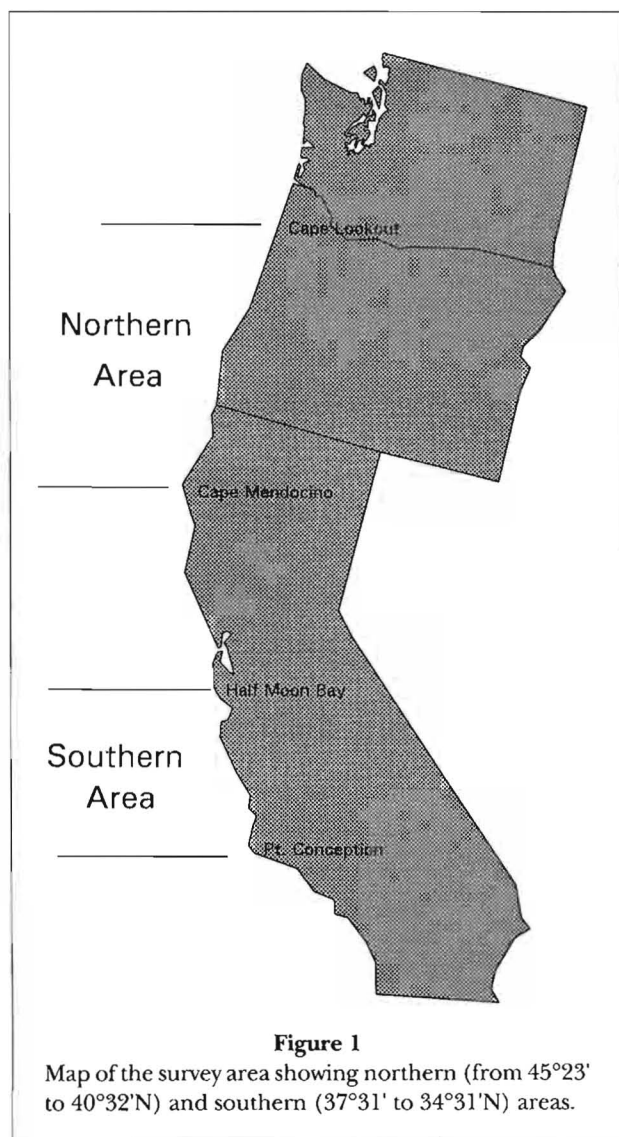 Cape Lookout
Northern
Area
Cape Mendocino
Half Moon Bay
Southern
Area
Pt. Conception
Figure 1
Map of the survey area showing northern (from 45°23'
to 40°32'N) and southern (37°31' to 34°31'N) areas.